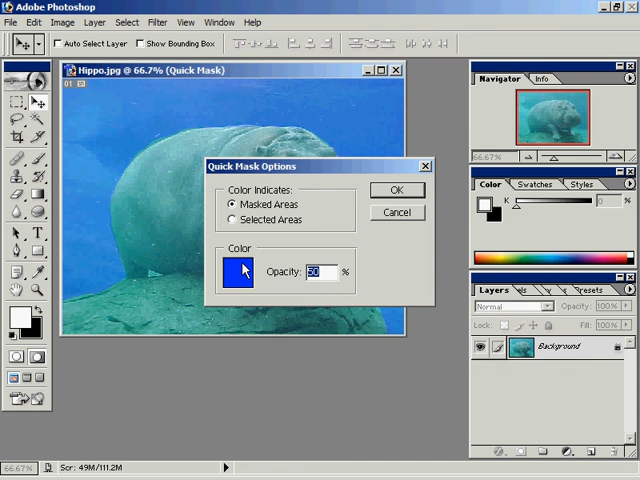 Adobe Photoshop
File Edit Image Layer Select Filter View Window Help
Auto Select Layer Show Bounding Box
Hippo.jpg @ 66.7% (Quick Mask)
01
Quick Mask Options
Color Indicates:
Masked Areas
Selected Areas
OK
Cancel
Color
Opacity: 50 %
Navigator Info
66.67%
Color Swatches Styles
K 0 %
Layers
Normal Opacity: 100%
Lock: Fill: 100%
Background
T
66.67% Scr: 49M/111.2M